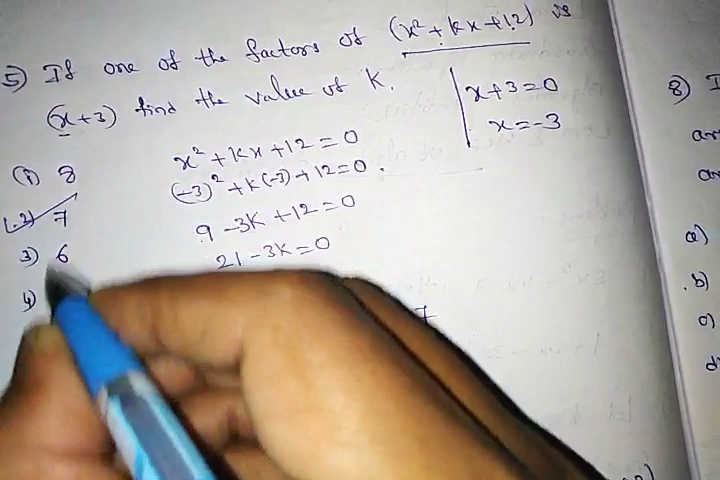 5) If one of the factors of (x² + kx + 12) is
(x+3) find the value of K.
x+3=0
x=-3
x² + kx + 12 = 0
(i) 8
(-3)² + k(-3) + 12 = 0.
2) 7
9 - 3k + 12 = 0
3) 6
21 - 3k = 0
4)
7
8) I
a)
b)
c)
d